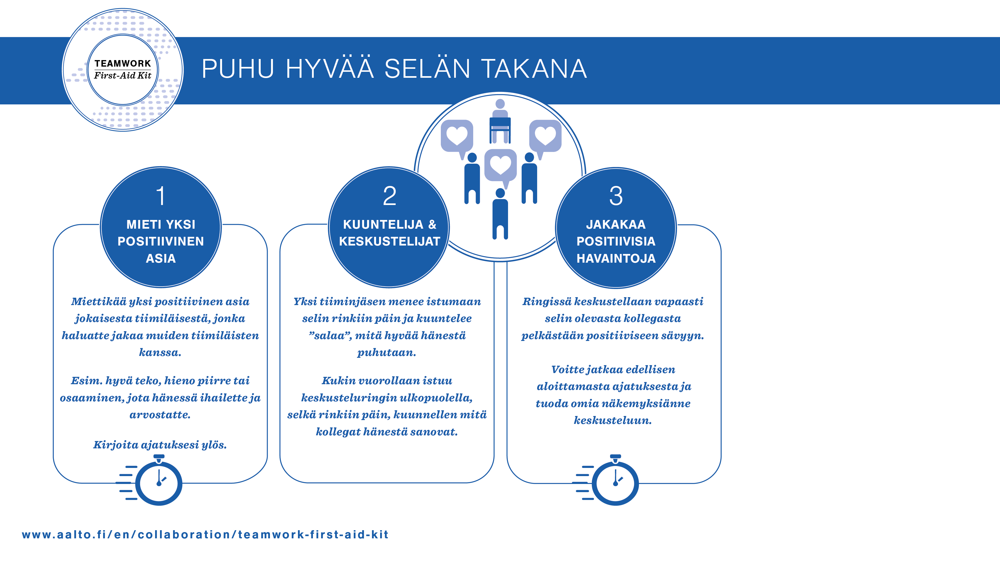 TEAMWORK
First-Aid Kit
PUHU HYVÄÄ SELÄN TAKANA
1
MIETI YKSI
POSITIIVINEN
ASIA
Miettikää yksi positiivinen asia
jokaisesta tiimiläisestä, jonka
haluatte jakaa muiden tiimiläisten
kanssa.
Esim. hyvä teko, hieno piirre tai
osaaminen, jota hänessä ihailette ja
arvostatte.
Kirjoita ajatuksesi ylös.
2
KUUNTELIJA &
KESKUSTELIJAT
Yksi tiiminjäsen menee istumaan
selin rinkiin päin ja kuuntelee
”salaa”, mitä hyvää hänestä
puhutaan.
Kukin vuorollaan istuu
keskusteluringin ulkopuolella,
selkä rinkiin päin, kuunnellen mitä
kollegat hänestä sanovat.
3
JAKAKAA
POSITIIVISIA
HAVAINTOJA
Ringissä keskustellaan vapaasti
selin olevasta kollegasta
pelkästään positiiviseen sävyyn.
Voitte jatkaa edellisen
aloittamasta ajatuksesta ja
tuoda omia näkemyksiänne
keskusteluun.
www.aalto.fi/en/collaboration/teamwork-first-aid-kit